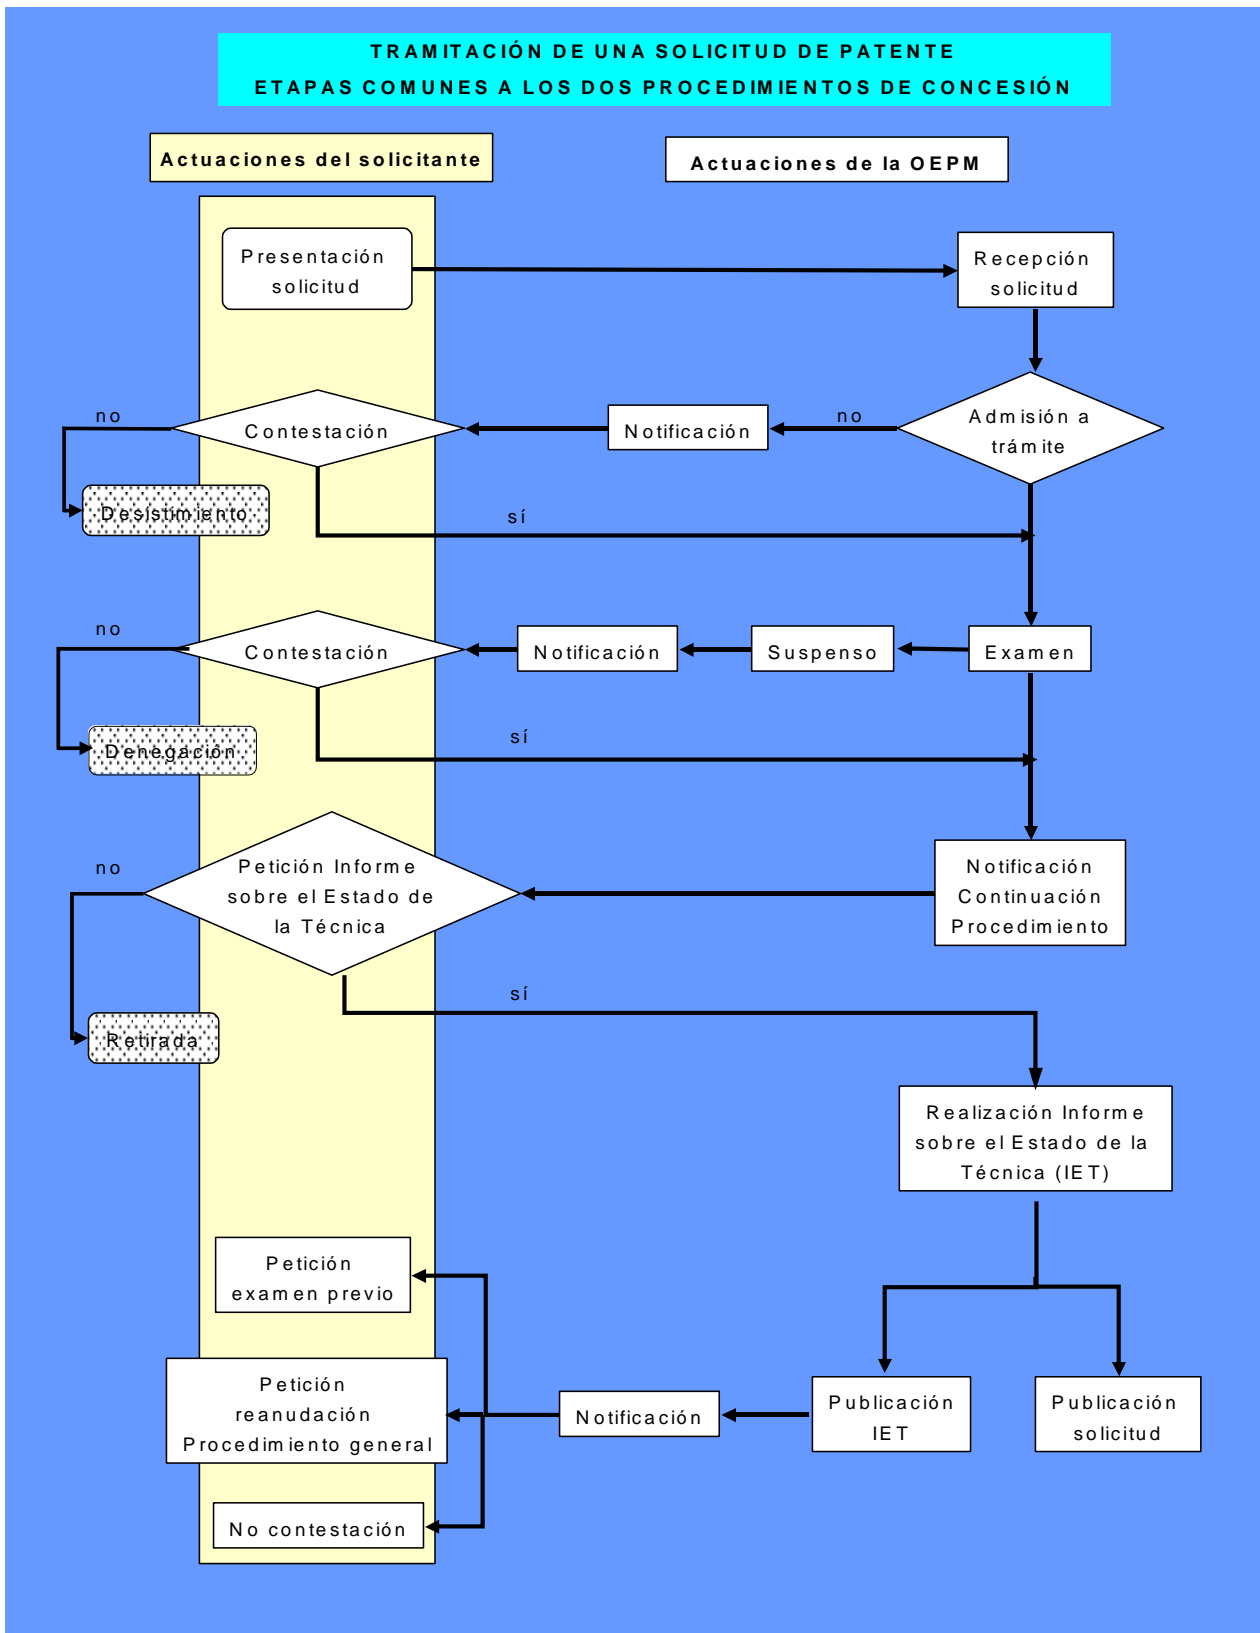 TRAMITACIÓN DE UNA SOLICITUD DE PATENTE
ETAPAS COMUNES A LOS DOS PROCEDIMIENTOS DE CONCESIÓN
Actuaciones del solicitante
Actuaciones de la OEPM
Presentación
solicitud
Recepción
solicitud
no
Contestación
Notificación
no
Admisión a
trámite
Desistimiento
sí
no
Contestación
Notificación
Suspenso
Examen
Denegación
sí
no
Petición Informe
sobre el Estado de
la Técnica
Notificación
Continuación
Procedimiento
sí
Retirada
Realización Informe
sobre el Estado de la
Técnica (IET)
Petición
examen previo
Petición
reanudación
Procedimiento general
Notificación
Publicación
IET
Publicación
solicitud
No contestación